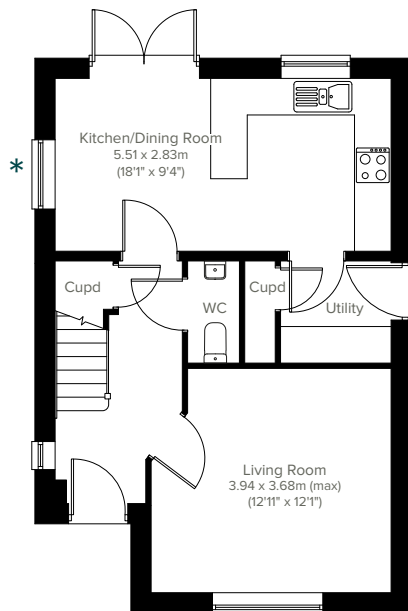 Kitchen/Dining Room
5.51 x 2.83m
(18'1" x 9'4")
*
Cupd
WC
Cupd
Utility
Living Room
3.94 x 3.68m (max)
(12'11" x 12'1")